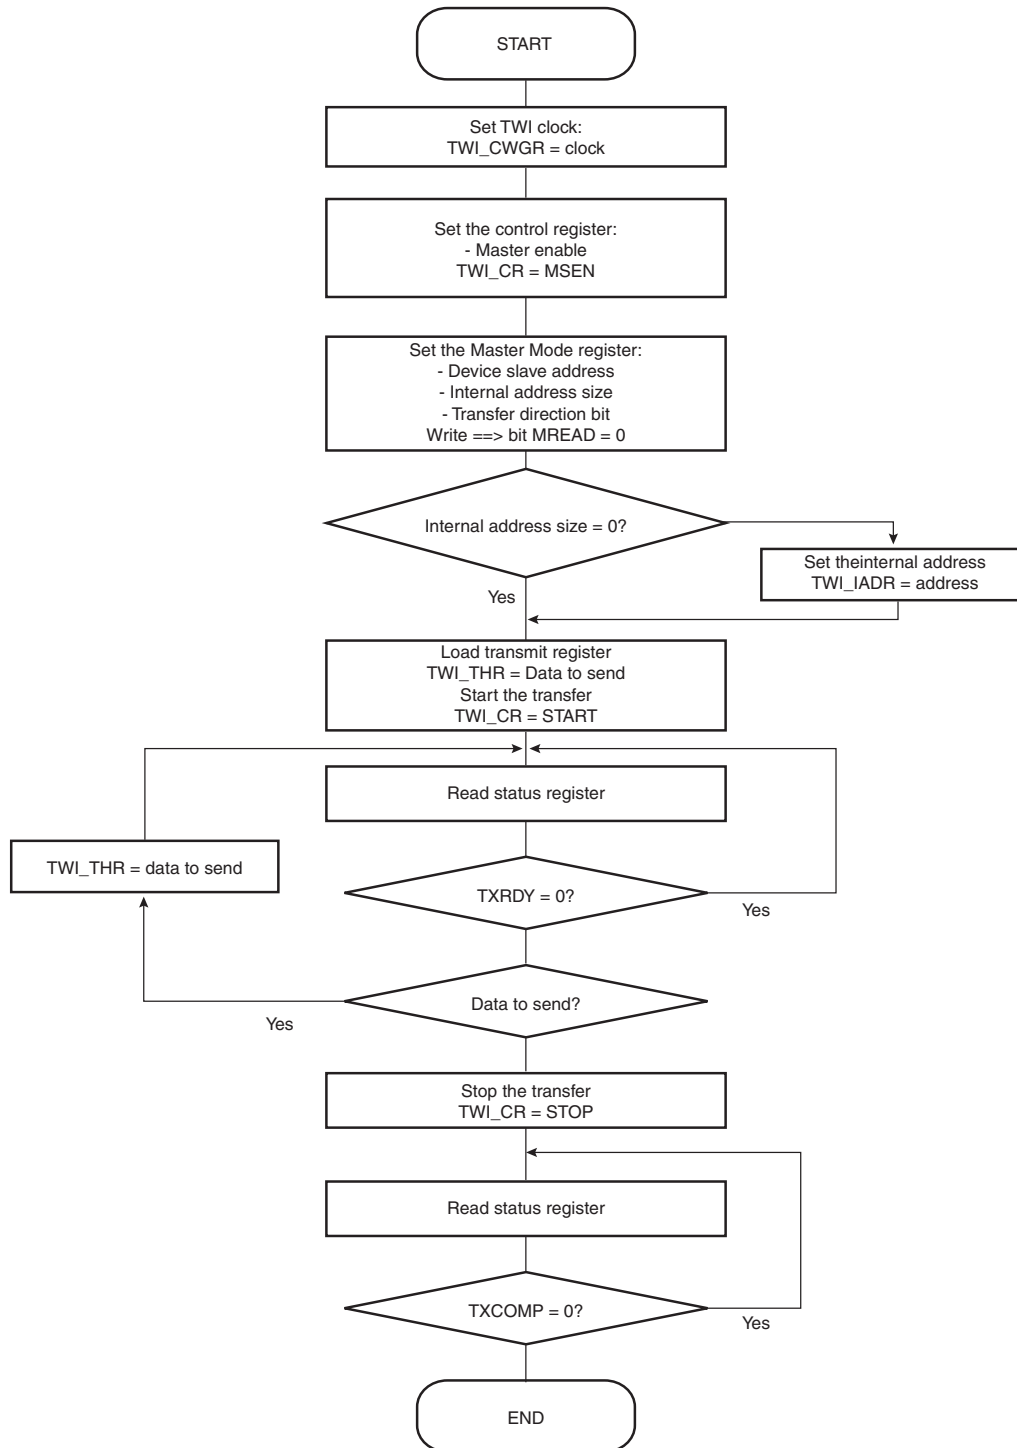 START
Set TWI clock:
TWI_CWGR = clock
Set the control register:
- Master enable
TWI_CR = MSEN
Set the Master Mode register:
- Device slave address
- Internal address size
- Transfer direction bit
Write ==> bit MREAD = 0
Internal address size = 0?
Set theinternal address
TWI_IADR = address
Yes
Load transmit register
TWI_THR = Data to send
Start the transfer
TWI_CR = START
Read status register
TWI_THR = data to send
TXRDY = 0?
Yes
Data to send?
Yes
Stop the transfer
TWI_CR = STOP
Read status register
TXCOMP = 0?
Yes
END